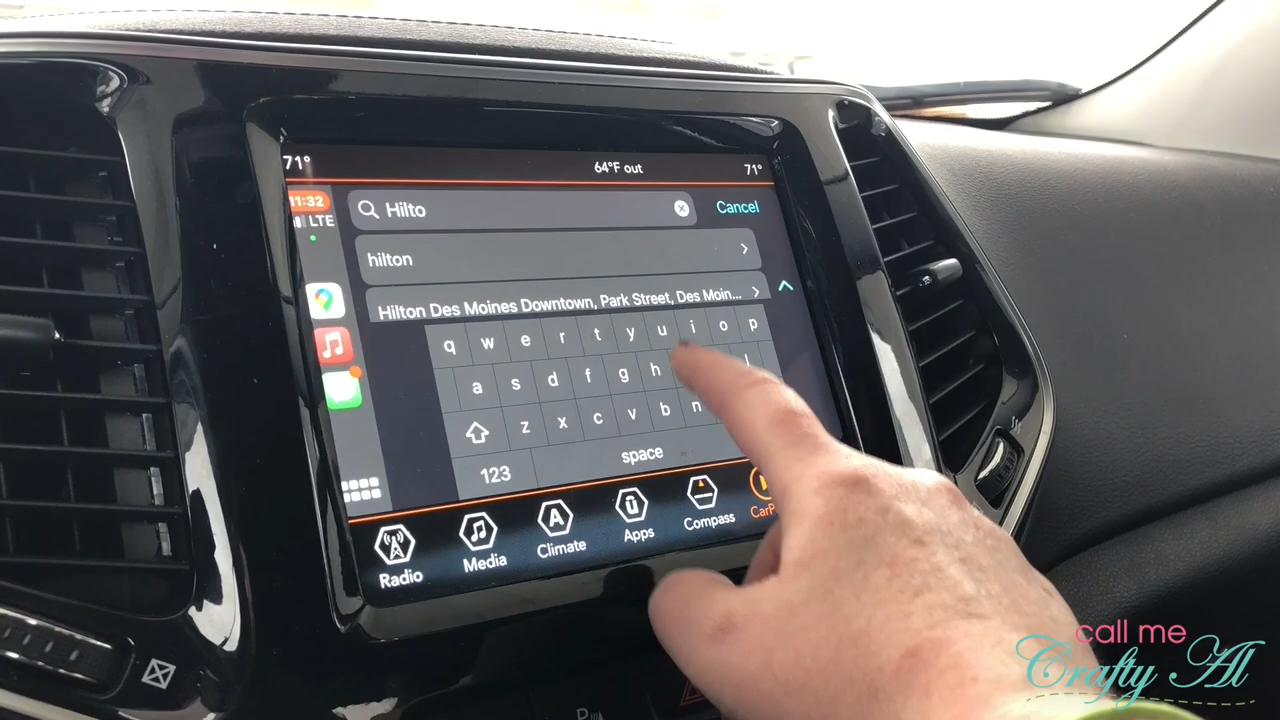 71°
64°F out
71°
11:32
LTE
Hilto
Cancel
hilton
Hilton Des Moines Downtown, Park Street, Des Moin...
q w e r t y u i o p
a s d f g h
z x c v b n
123 space
Radio
Media
A
Climate
ū
Apps
Compass
CarP
P
call me
Crafty Al